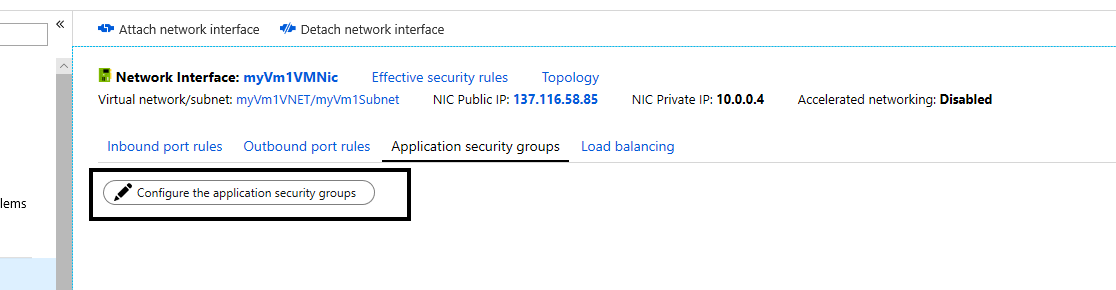 «
Attach network interface Detach network interface
Network Interface: myVm1VMNic Effective security rules Topology
Virtual network/subnet: myVm1VNET/myVm1Subnet NIC Public IP: 137.116.58.85 NIC Private IP: 10.0.0.4 Accelerated networking: Disabled
Inbound port rules Outbound port rules Application security groups Load balancing
Configure the application security groups
lems